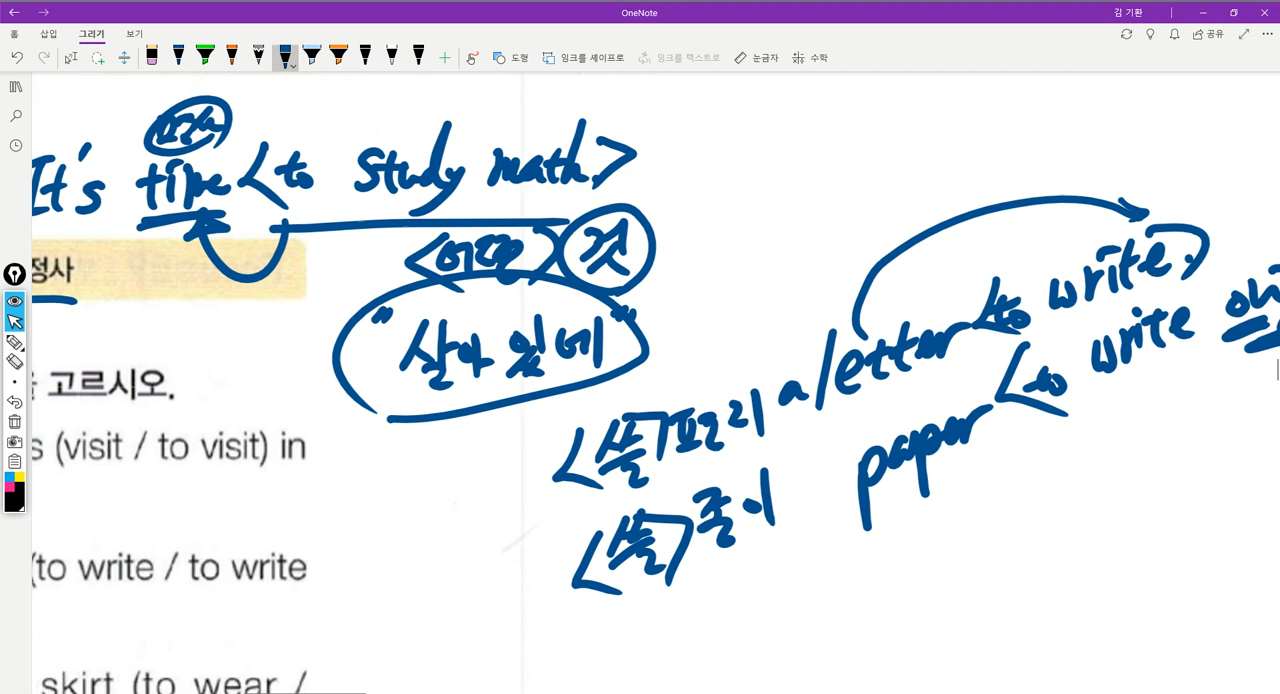 OneNote
김 기환
홈 삽입 그리기 보기
공유
도형 잉크를 셰이프로 잉크를 텍스트로 눈금자 수학
It's time <to study math>
것
정사
"살아 있네"
고르시오.
s (visit / to visit) in
<쓸> 편지 a letter <to write>
<쓸> 종이 paper <to write on
(to write / to write
skirt (to wear /